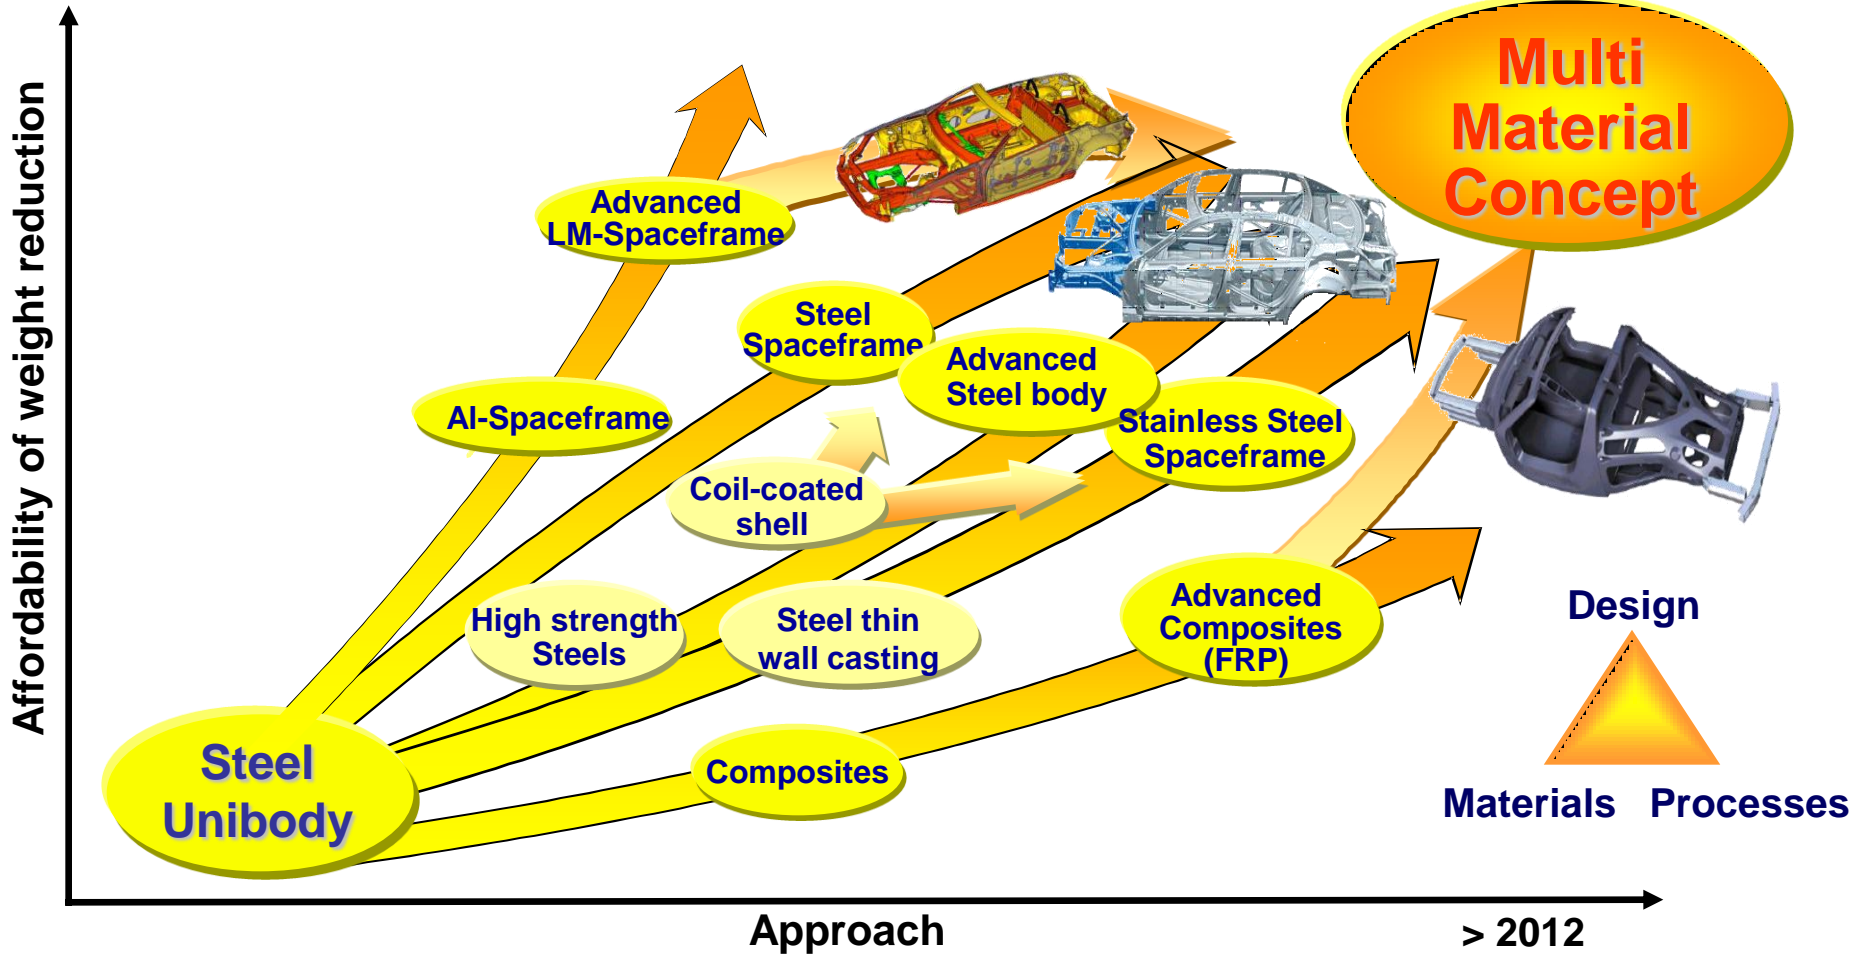 Affordability of weight reduction
Multi
Material
Concept
Advanced
LM-Spaceframe
Steel
Spaceframe
Advanced
Steel body
Al-Spaceframe
Stainless Steel
Spaceframe
Coil-coated
shell
High strength
Steels
Steel thin
wall casting
Advanced
Composites
(FRP)
Design
Steel
Unibody
Composites
Materials Processes
Approach
> 2012